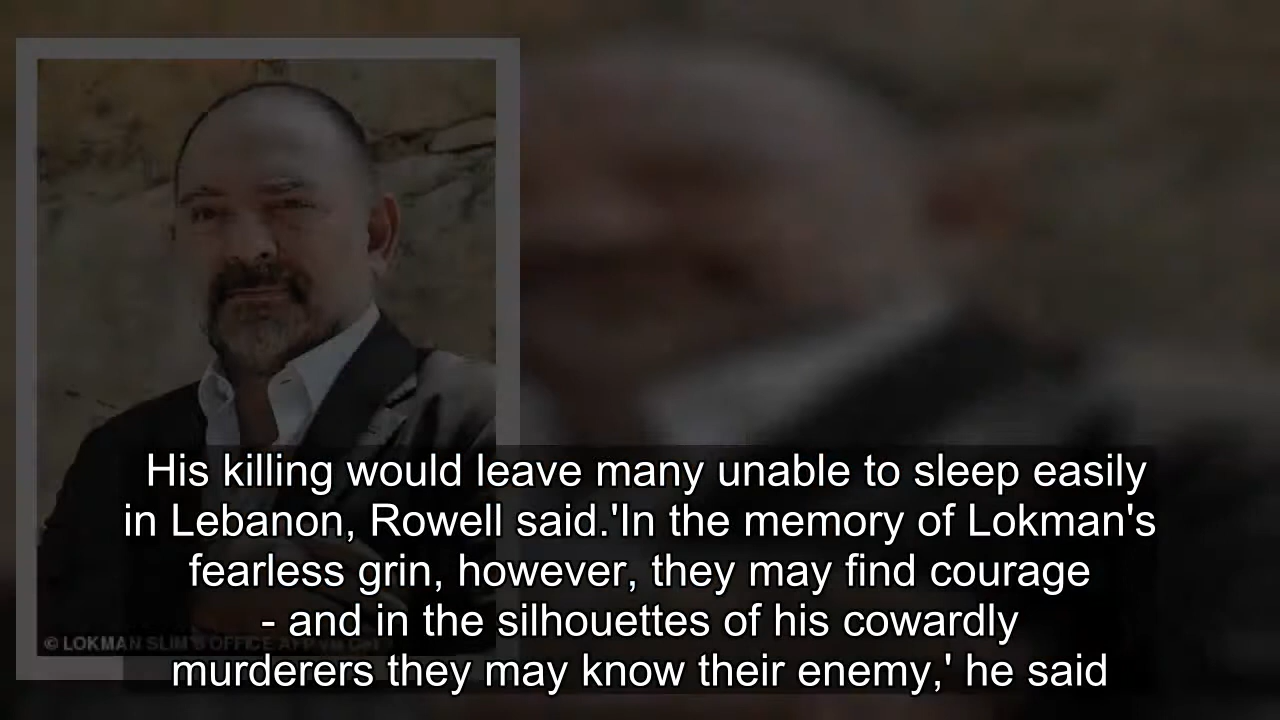 His killing would leave many unable to sleep easily
in Lebanon, Rowell said.'In the memory of Lokman's
fearless grin, however, they may find courage
- and in the silhouettes of his cowardly
© LOKMAN SLIM'S OFFICE
murderers they may know their enemy,' he said